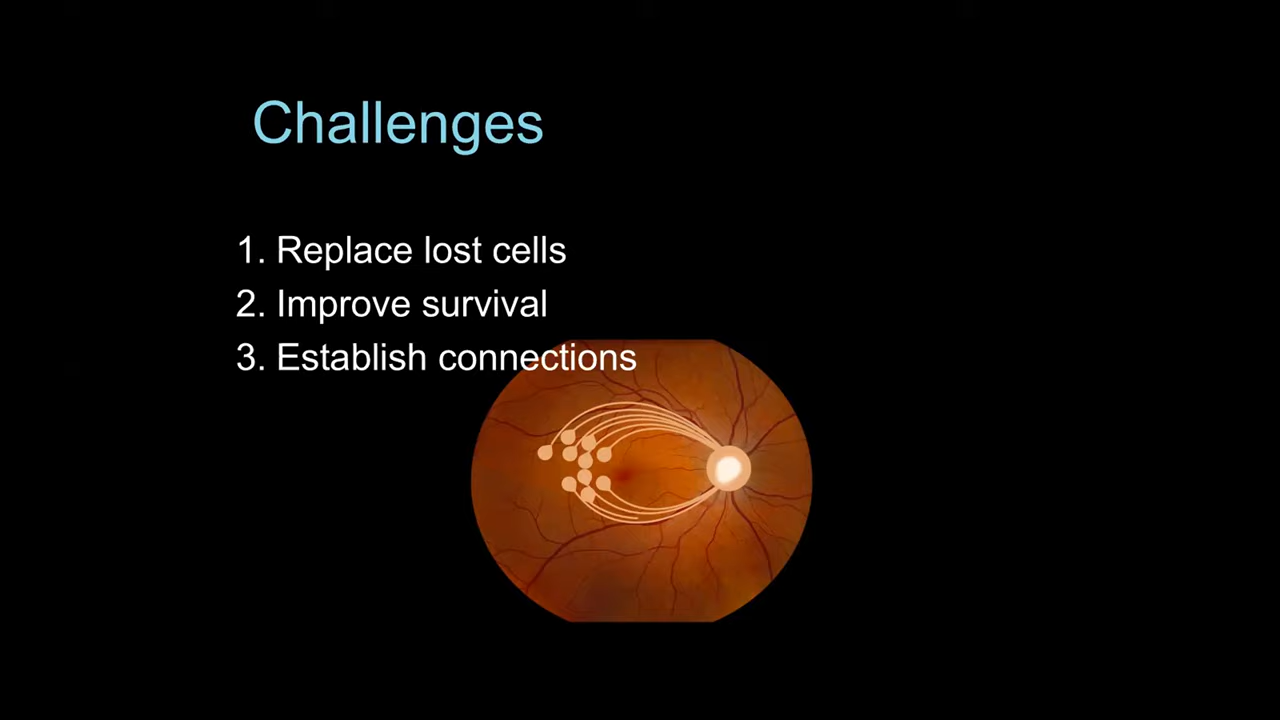 Challenges
1. Replace lost cells
2. Improve survival
3. Establish connections